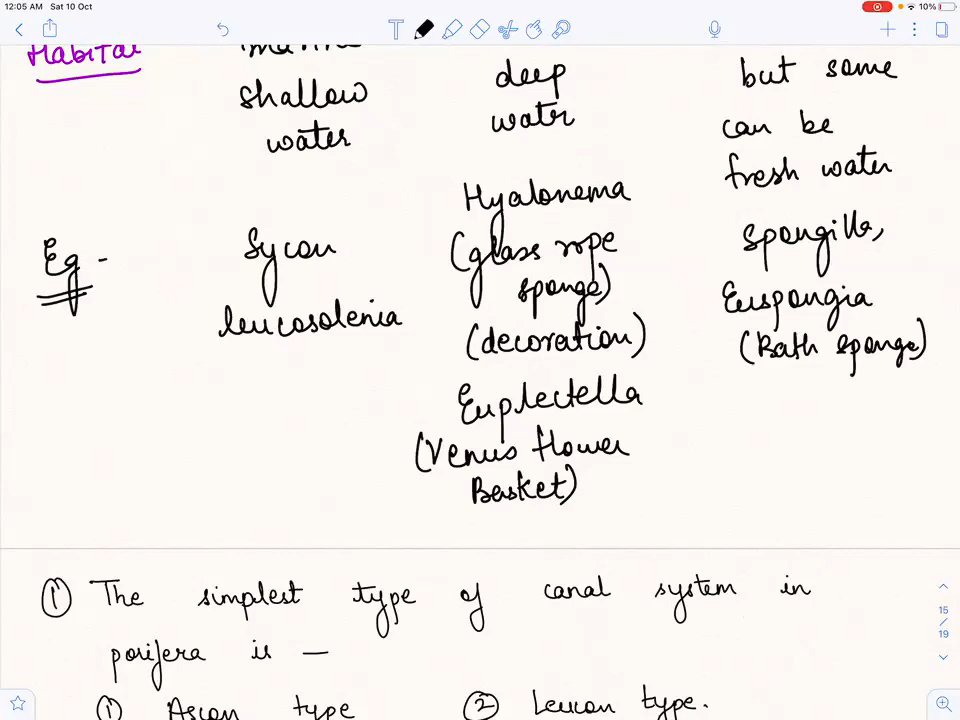 12:05 AM Sat 10 Oct
10%
Habitat
marine
shallow
water
deep
water
but some
can be
fresh water
Eg -
Sycon
leucosolenia
Hyalonema
(glass rope
sponge)
(decoration)
Euplectella
(Venus flower
Basket)
Spongilla,
Euspongia
(Bath sponge)
15
/
19
① The simplest type of canal system in
porifera is —
① Ascon type
② Leucon type.